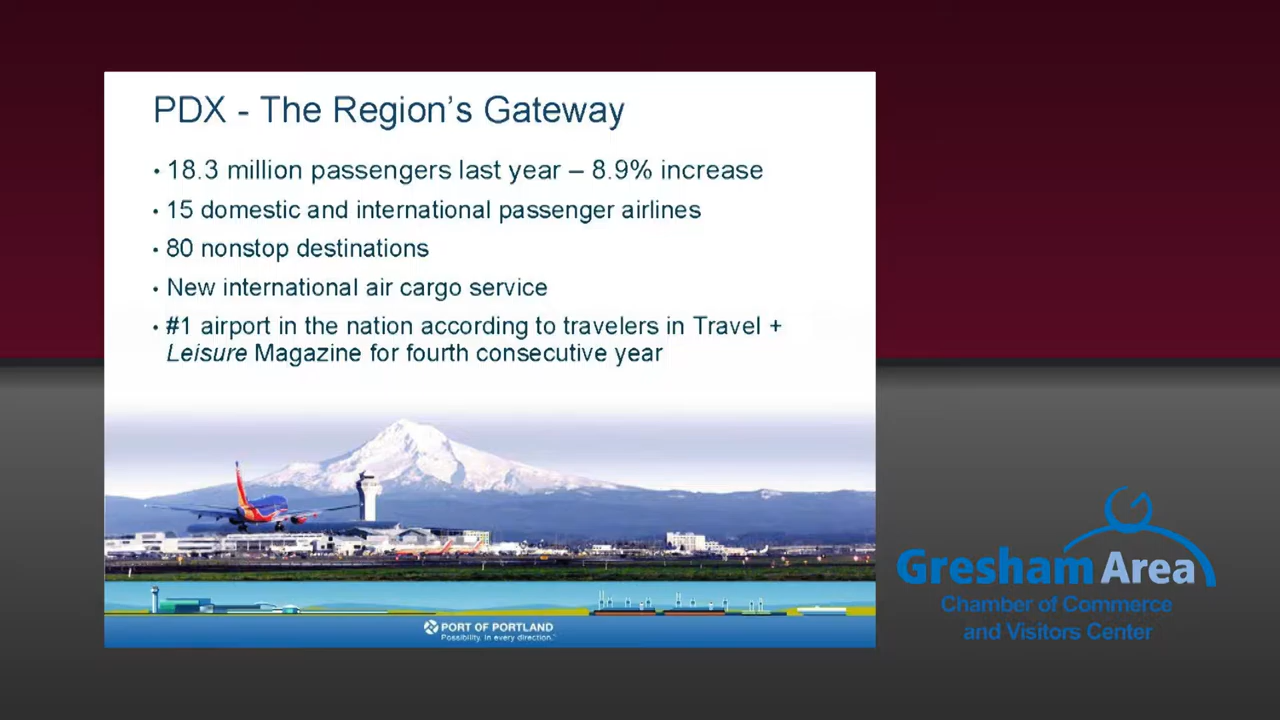 PDX - The Region's Gateway
• 18.3 million passengers last year – 8.9% increase
• 15 domestic and international passenger airlines
• 80 nonstop destinations
• New international air cargo service
• #1 airport in the nation according to travelers in Travel +
Leisure Magazine for fourth consecutive year
PORT OF PORTLAND
Possibility. In every direction.
Gresham Area
Chamber of Commerce
and Visitors Center